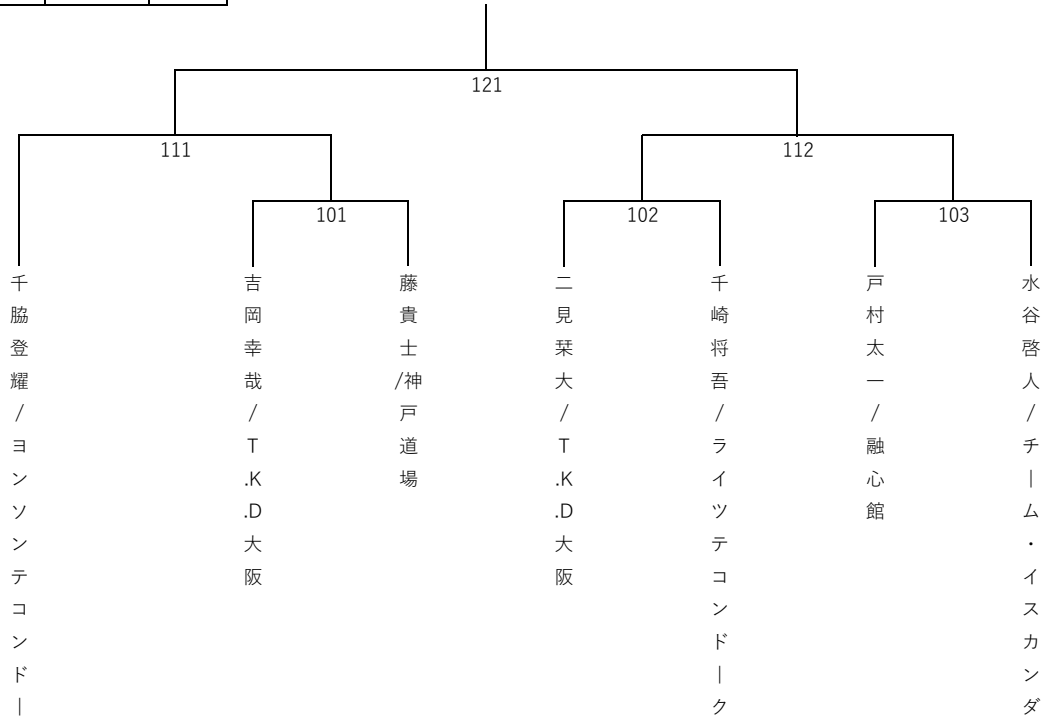 121
111
112
101
102
103
千脇登耀/ヨンソンテコンドー
吉岡幸哉/T.K.D大阪
藤貴士/神戸道場
二見栞大/T.K.D大阪
千崎将吾/ライツテコンドーク
戸村太一/融心館
水谷啓人/チーム・イスカンダ